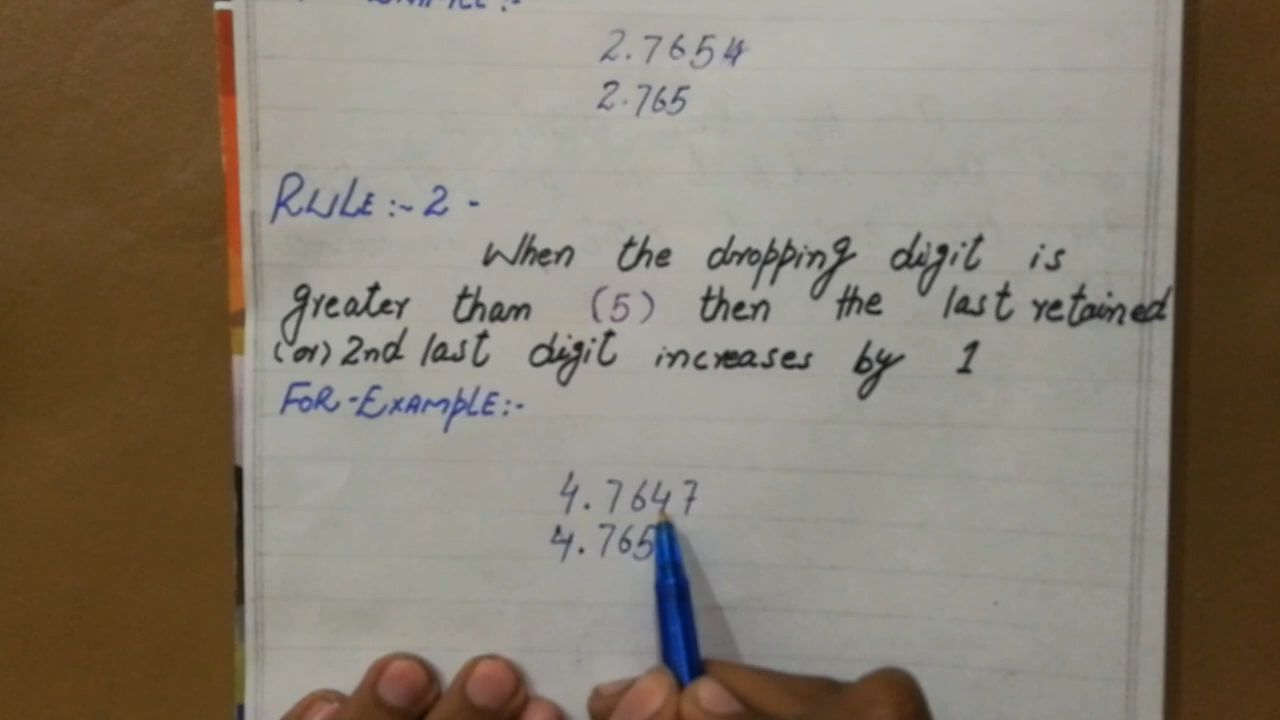 EXAMPLE:-
2.7654
2.765
RULE:-2-
When the dropping digit is
greater than (5) then the last retained
(or) 2nd last digit increases by 1
FOR-EXAMPLE:-
4.7647
4.765